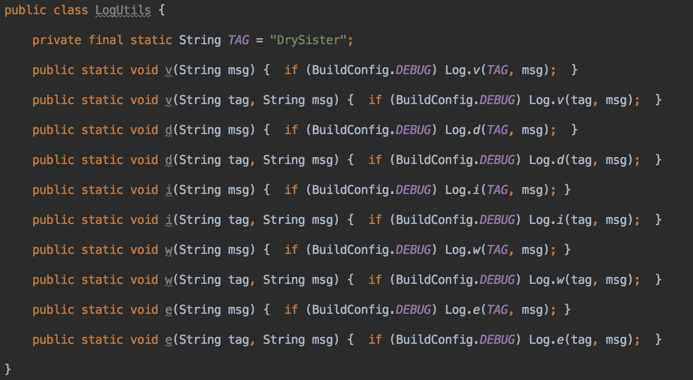 public class LogUtils {
private final static String TAG = "DrySister";
public static void v(String msg) {  if (BuildConfig.DEBUG) Log.v(TAG, msg);  }
public static void v(String tag, String msg) {  if (BuildConfig.DEBUG) Log.v(tag, msg);  }
public static void d(String msg) {  if (BuildConfig.DEBUG) Log.d(TAG, msg);  }
public static void d(String tag, String msg) {  if (BuildConfig.DEBUG) Log.d(tag, msg);  }
public static void i(String msg) {  if (BuildConfig.DEBUG) Log.i(TAG, msg); }
public static void i(String tag, String msg) {  if (BuildConfig.DEBUG) Log.i(tag, msg);  }
public static void w(String msg) {  if (BuildConfig.DEBUG) Log.w(TAG, msg); }
public static void w(String tag, String msg) {  if (BuildConfig.DEBUG) Log.w(tag, msg);  }
public static void e(String msg) {  if (BuildConfig.DEBUG) Log.e(TAG, msg); }
public static void e(String tag, String msg) {  if (BuildConfig.DEBUG) Log.e(tag, msg);  }
}